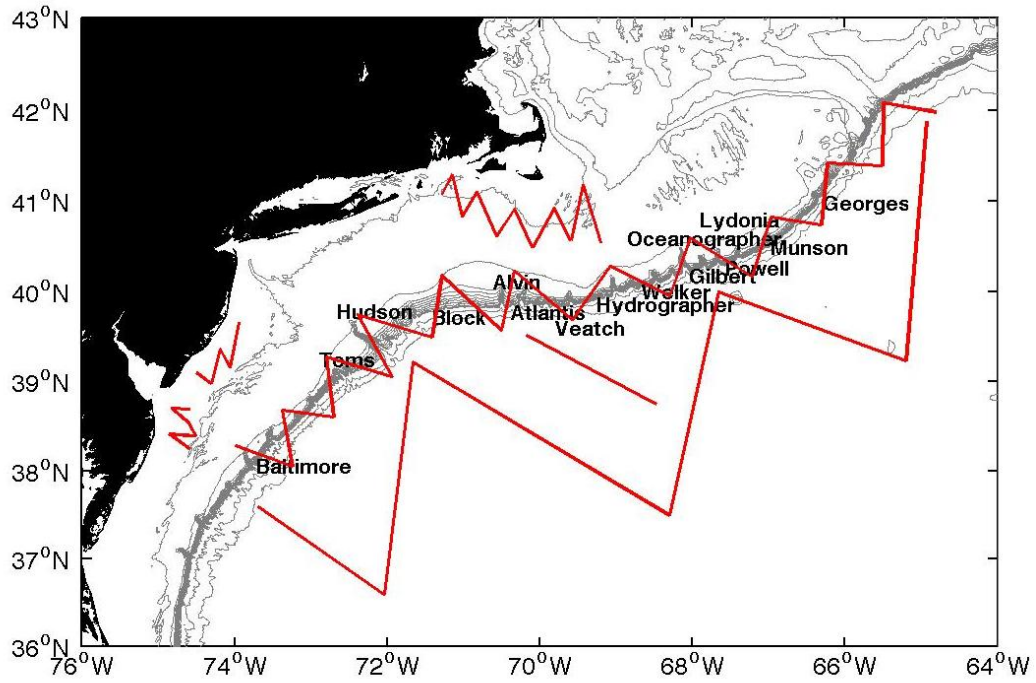 43°N
42°N
41°N
40°N
39°N
38°N
37°N
36°N
76°W 74°W 72°W 70°W 68°W 66°W 64°W
Georges
Lydonia
Oceanographer
Munson
Powell
Gilbert
Alvin
Welker
Hydrographer
Hudson
Block
Atlantis
Veatch
Toms
Baltimore